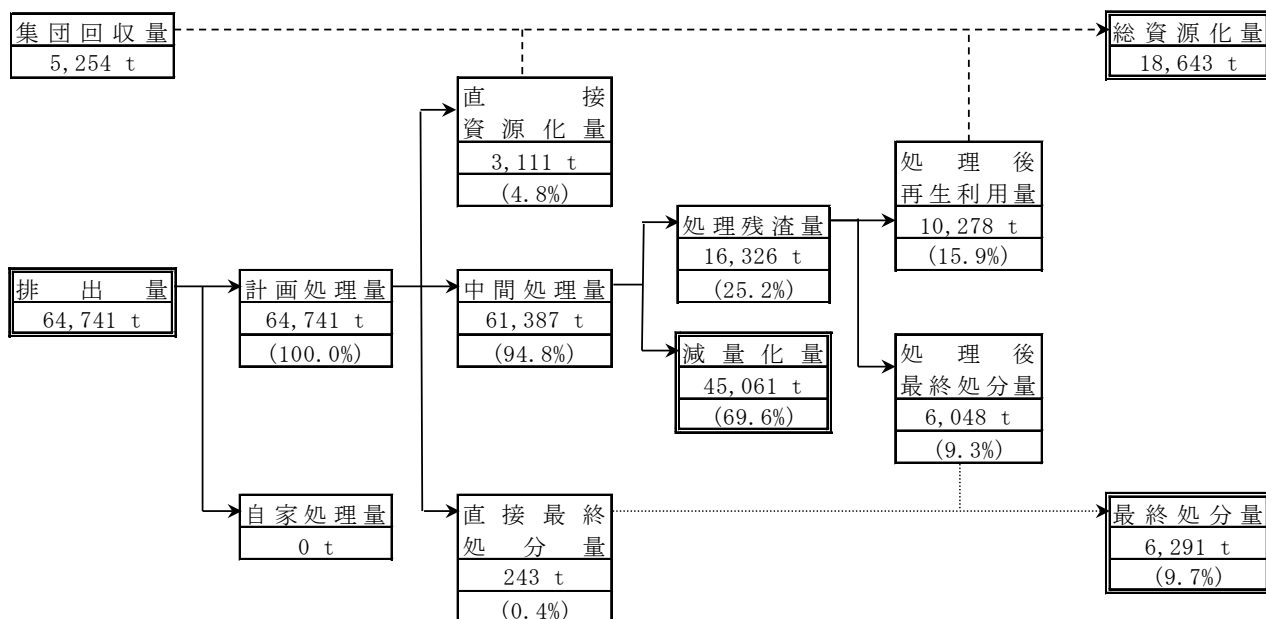 集団回収量
5,254 t
総資源化量
18,643 t
直接
資源化量
3,111 t
(4.8%)
処理後
再生利用量
10,278 t
(15.9%)
処理残渣量
16,326 t
(25.2%)
排出量
64,741 t
計画処理量
64,741 t
(100.0%)
中間処理量
61,387 t
(94.8%)
減量化量
45,061 t
(69.6%)
処理後
最終処分量
6,048 t
(9.3%)
自家処理量
0 t
直接最終
処分量
243 t
(0.4%)
最終処分量
6,291 t
(9.7%)